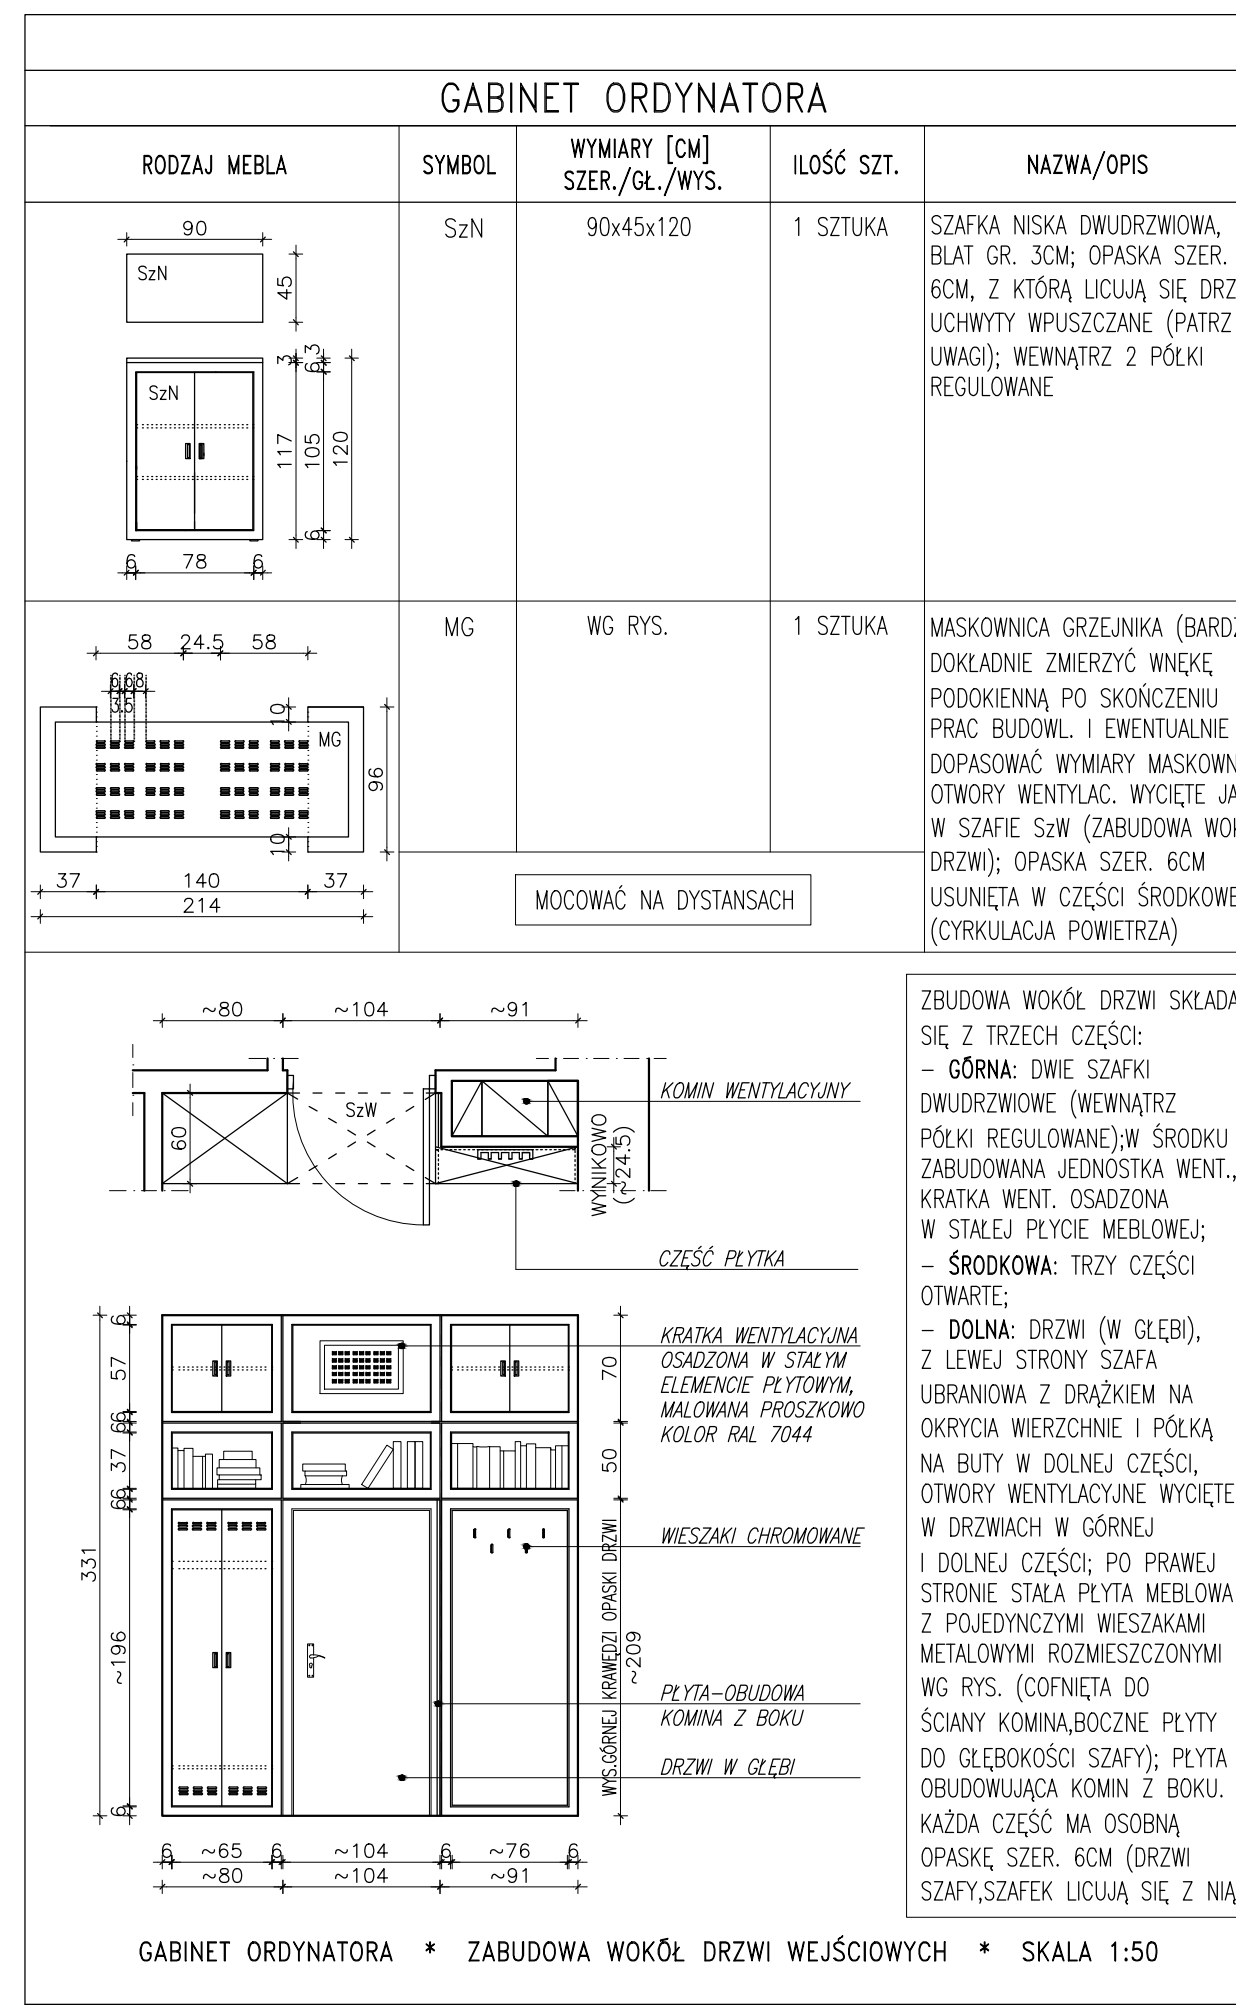 GABINET ORDYNATORA
RODZAJ MEBLA
SYMBOL
WYMIARY [CM]
SZER./GŁ./WYS.
ILOŚĆ SZT.
NAZWA/OPIS
90
SzN
45
SzN
3
6,3
117
105
120
6
6 78 6
SzN
90x45x120
1 SZTUKA
SZAFKA NISKA DWUDRZWIOWA,
BLAT GR. 3CM; OPASKA SZER.
6CM, Z KTÓRĄ LICUJĄ SIĘ DRZ
UCHWYTY WPUSZCZANE (PATRZ
UWAGI); WEWNĄTRZ 2 PÓŁKI
REGULOWANE
58 24.5 58
6 6 8
3.5
10
MG
96
10
37 140 37
214
MG
WG RYS.
1 SZTUKA
MOCOWAĆ NA DYSTANSACH
MASKOWNICA GRZEJNIKA (BARDZ
DOKŁADNIE ZMIERZYĆ WNĘKĘ
PODOKIENNĄ PO SKOŃCZENIU
PRAC BUDOWL. I EWENTUALNIE
DOPASOWAĆ WYMIARY MASKOWN
OTWORY WENTYLAC. WYCIĘTE JA
W SZAFIE SzW (ZABUDOWA WOK
DRZWI); OPASKA SZER. 6CM
USUNIĘTA W CZĘŚCI ŚRODKOWE
(CYRKULACJA POWIETRZA)
~80 ~104 ~91
SzW
60
WYNIKOWO
(~24.5)
KOMIN WENTYLACYJNY
CZĘŚĆ PŁYTKA
6
57
66
37
66
~196
6
331
70
50
WYS.GÓRNEJ KRAWĘDZI OPASKI DRZWI
~209
KRATKA WENTYLACYJNA
OSADZONA W STAŁYM
ELEMENCIE PŁYTOWYM,
MALOWANA PROSZKOWO
KOLOR RAL 7044
WIESZAKI CHROMOWANE
PŁYTA-OBUDOWA
KOMINA Z BOKU
DRZWI W GŁĘBI
6 ~65 6 ~104 6 ~76 6
~80 ~104 ~91
ZBUDOWA WOKÓŁ DRZWI SKŁADA
SIĘ Z TRZECH CZĘŚCI:
– GÓRNA: DWIE SZAFKI
DWUDRZWIOWE (WEWNĄTRZ
PÓŁKI REGULOWANE);W ŚRODKU
ZABUDOWANA JEDNOSTKA WENT.,
KRATKA WENT. OSADZONA
W STAŁEJ PŁYCIE MEBLOWEJ;
– ŚRODKOWA: TRZY CZĘŚCI
OTWARTE;
– DOLNA: DRZWI (W GŁĘBI),
Z LEWEJ STRONY SZAFA
UBRANIOWA Z DRĄŻKIEM NA
OKRYCIA WIERZCHNIE I PÓŁKĄ
NA BUTY W DOLNEJ CZĘŚCI,
OTWORY WENTYLACYJNE WYCIĘTE
W DRZWIACH W GÓRNEJ
I DOLNEJ CZĘŚCI; PO PRAWEJ
STRONIE STAŁA PŁYTA MEBLOWA
Z POJEDYNCZYMI WIESZAKAMI
METALOWYMI ROZMIESZCZONYMI
WG RYS. (COFNIĘTA DO
ŚCIANY KOMINA,BOCZNE PŁYTY
DO GŁĘBOKOŚCI SZAFY); PŁYTA
OBUDOWUJĄCA KOMIN Z BOKU.
KAŻDA CZĘŚĆ MA OSOBNĄ
OPASKĘ SZER. 6CM (DRZWI
SZAFY,SZAFEK LICUJĄ SIĘ Z NIĄ
GABINET ORDYNATORA * ZABUDOWA WOKÓŁ DRZWI WEJŚCIOWYCH * SKALA 1:50